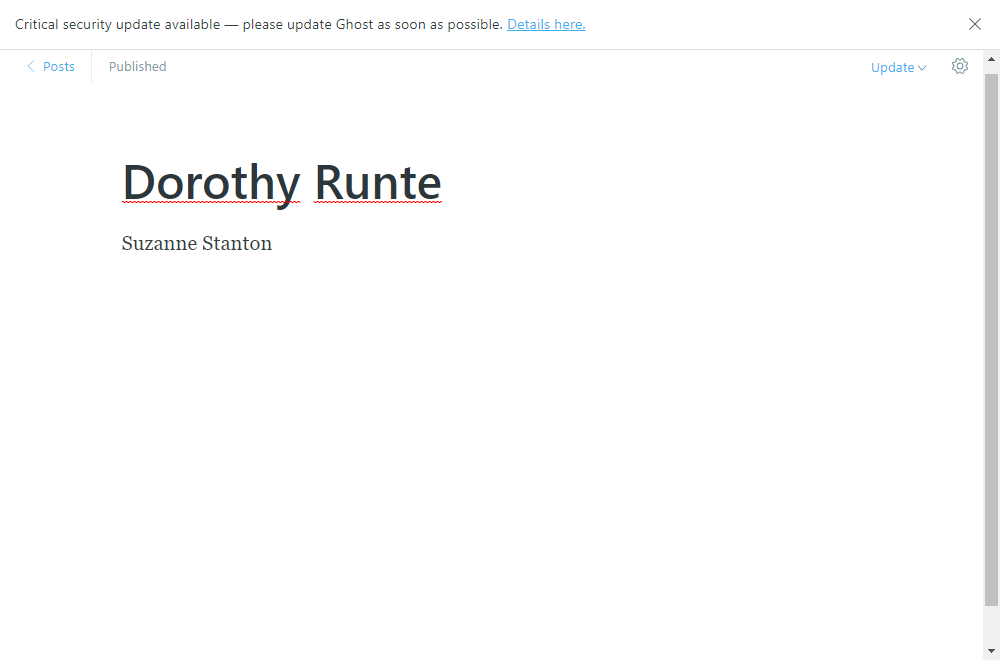 Critical security update available — please update Ghost as soon as possible. Details here.
Posts
Published
Update
Dorothy Runte
Suzanne Stanton